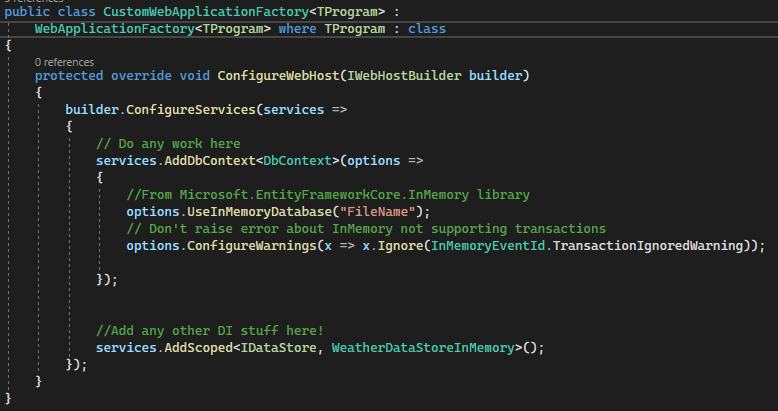 public class CustomWebApplicationFactory<TProgram> :
WebApplicationFactory<TProgram> where TProgram : class
{
0 references
protected override void ConfigureWebHost(IWebHostBuilder builder)
{
builder.ConfigureServices(services =>
{
// Do any work here
services.AddDbContext<DbContext>(options =>
{
//From Microsoft.EntityFrameworkCore.InMemory library
options.UseInMemoryDatabase("FileName");
// Don't raise error about InMemory not supporting transactions
options.ConfigureWarnings(x => x.Ignore(InMemoryEventId.TransactionIgnoredWarning));
});
//Add any other DI stuff here!
services.AddScoped<IDataStore, WeatherDataStoreInMemory>();
});
}
}